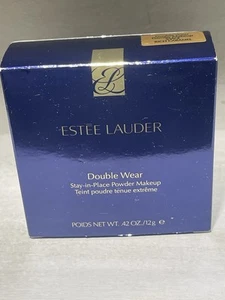 ESTĒE LAUDER
Double Wear
Stay-in-Place Powder Makeup
Teint poudre tenue extrême
POIDS NET WT. .42 OZ./12g e